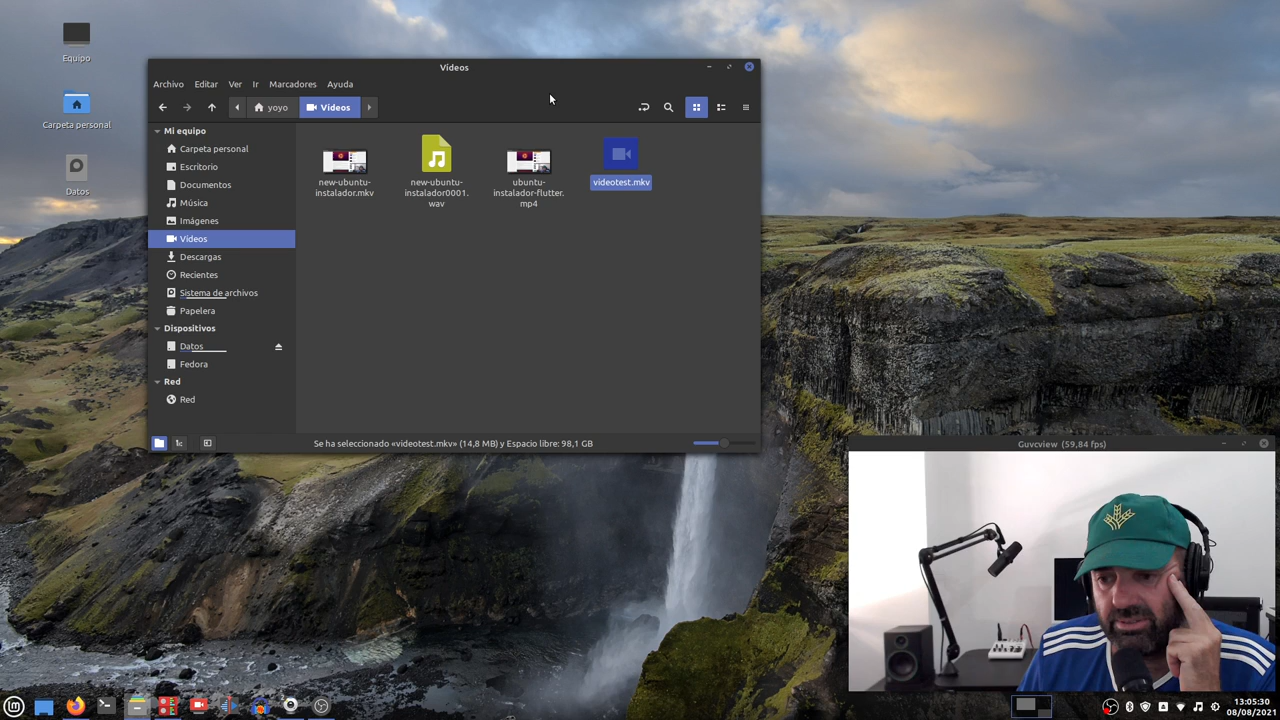 Equipo
Carpeta personal
Datos
Vídeos
Archivo Editar Ver Ir Marcadores Ayuda
yoyo Vídeos
Mi equipo
Carpeta personal
Escritorio
Documentos
Música
Imágenes
Vídeos
Descargas
Recientes
Sistema de archivos
Papelera
Dispositivos
Datos
Fedora
Red
Red
new-ubuntu-
instalador.mkv
new-ubuntu-
instalador0001.
wav
ubuntu-
instalador-flutter.
mp4
videotest.mkv
Se ha seleccionado «videotest.mkv» (14,8 MB) y Espacio libre: 98,1 GB
Guvcview (59,84 fps)
13:05:30
08/08/2021